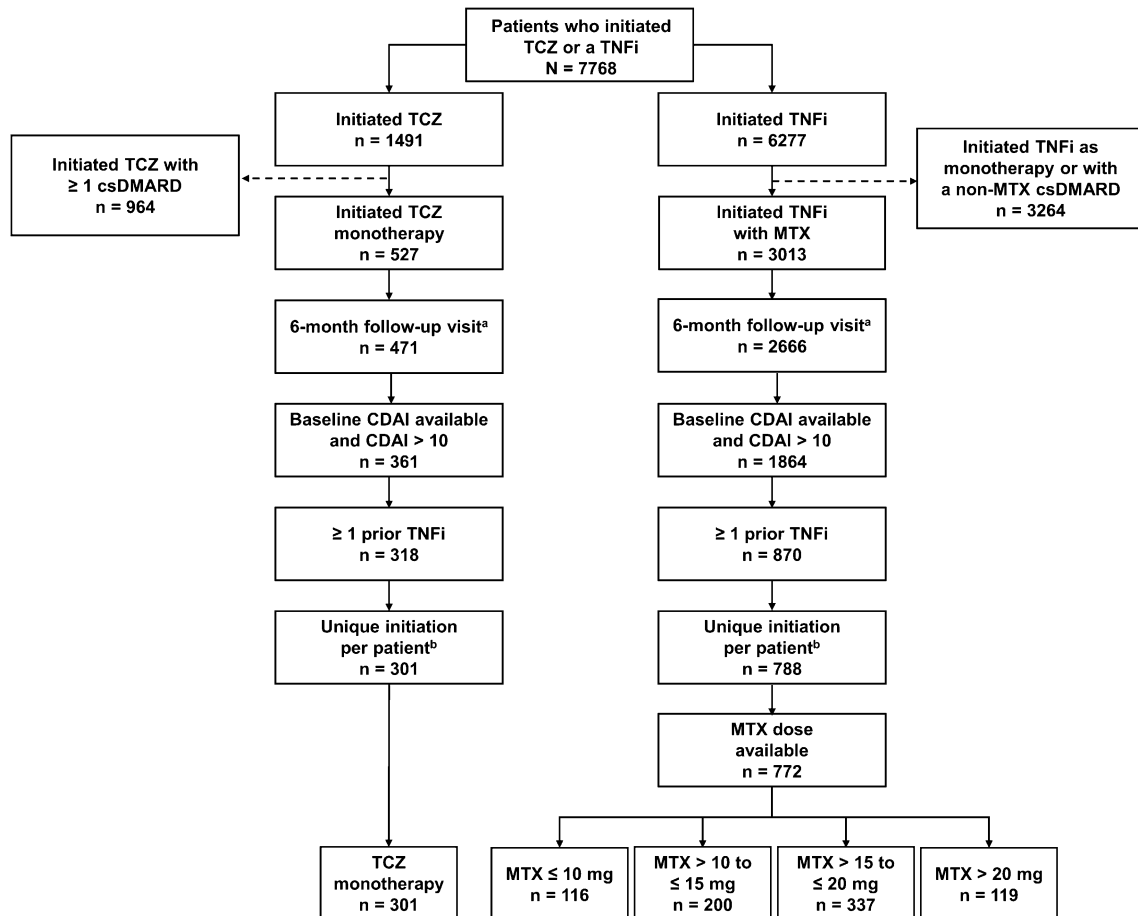 Patients who initiated
TCZ or a TNFi
N = 7768
Initiated TCZ
n = 1491
Initiated TNFi
n = 6277
Initiated TCZ with
≥ 1 csDMARD
n = 964
Initiated TNFi as
monotherapy or with
a non-MTX csDMARD
n = 3264
Initiated TCZ
monotherapy
n = 527
Initiated TNFi
with MTX
n = 3013
6-month follow-up visitᵃ
n = 471
6-month follow-up visitᵃ
n = 2666
Baseline CDAI available
and CDAI > 10
n = 361
Baseline CDAI available
and CDAI > 10
n = 1864
≥ 1 prior TNFi
n = 318
≥ 1 prior TNFi
n = 870
Unique initiation
per patientᵇ
n = 301
Unique initiation
per patientᵇ
n = 788
MTX dose
available
n = 772
TCZ
monotherapy
n = 301
MTX ≤ 10 mg
n = 116
MTX > 10 to
≤ 15 mg
n = 200
MTX > 15 to
≤ 20 mg
n = 337
MTX > 20 mg
n = 119